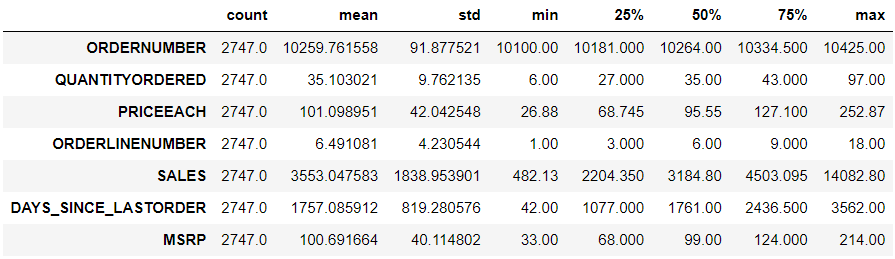 count mean std min 25% 50% 75% max
ORDERNUMBER 2747.0 10259.761558 91.877521 10100.00 10181.000 10264.00 10334.500 10425.00
QUANTITYORDERED 2747.0 35.103021 9.762135 6.00 27.000 35.00 43.000 97.00
PRICEEACH 2747.0 101.098951 42.042548 26.88 68.745 95.55 127.100 252.87
ORDERLINENUMBER 2747.0 6.491081 4.230544 1.00 3.000 6.00 9.000 18.00
SALES 2747.0 3553.047583 1838.953901 482.13 2204.350 3184.80 4503.095 14082.80
DAYS_SINCE_LASTORDER 2747.0 1757.085912 819.280576 42.00 1077.000 1761.00 2436.500 3562.00
MSRP 2747.0 100.691664 40.114802 33.00 68.000 99.00 124.000 214.00